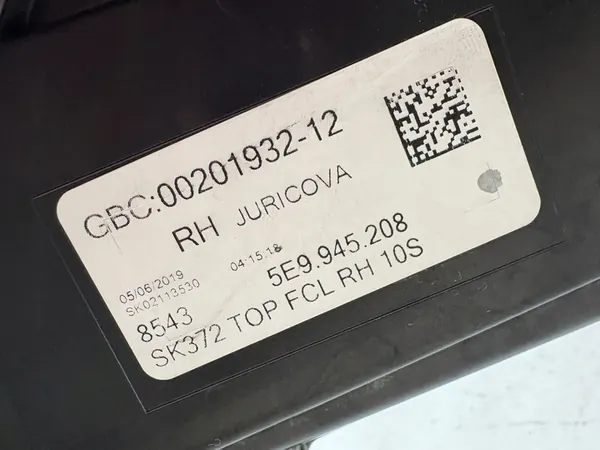 GBC:00201932-12
RH JURICOVA
05/06/2019 04:15:18 5E9.945.208
SK02113530
8543
SK372 TOP FCL RH 10S